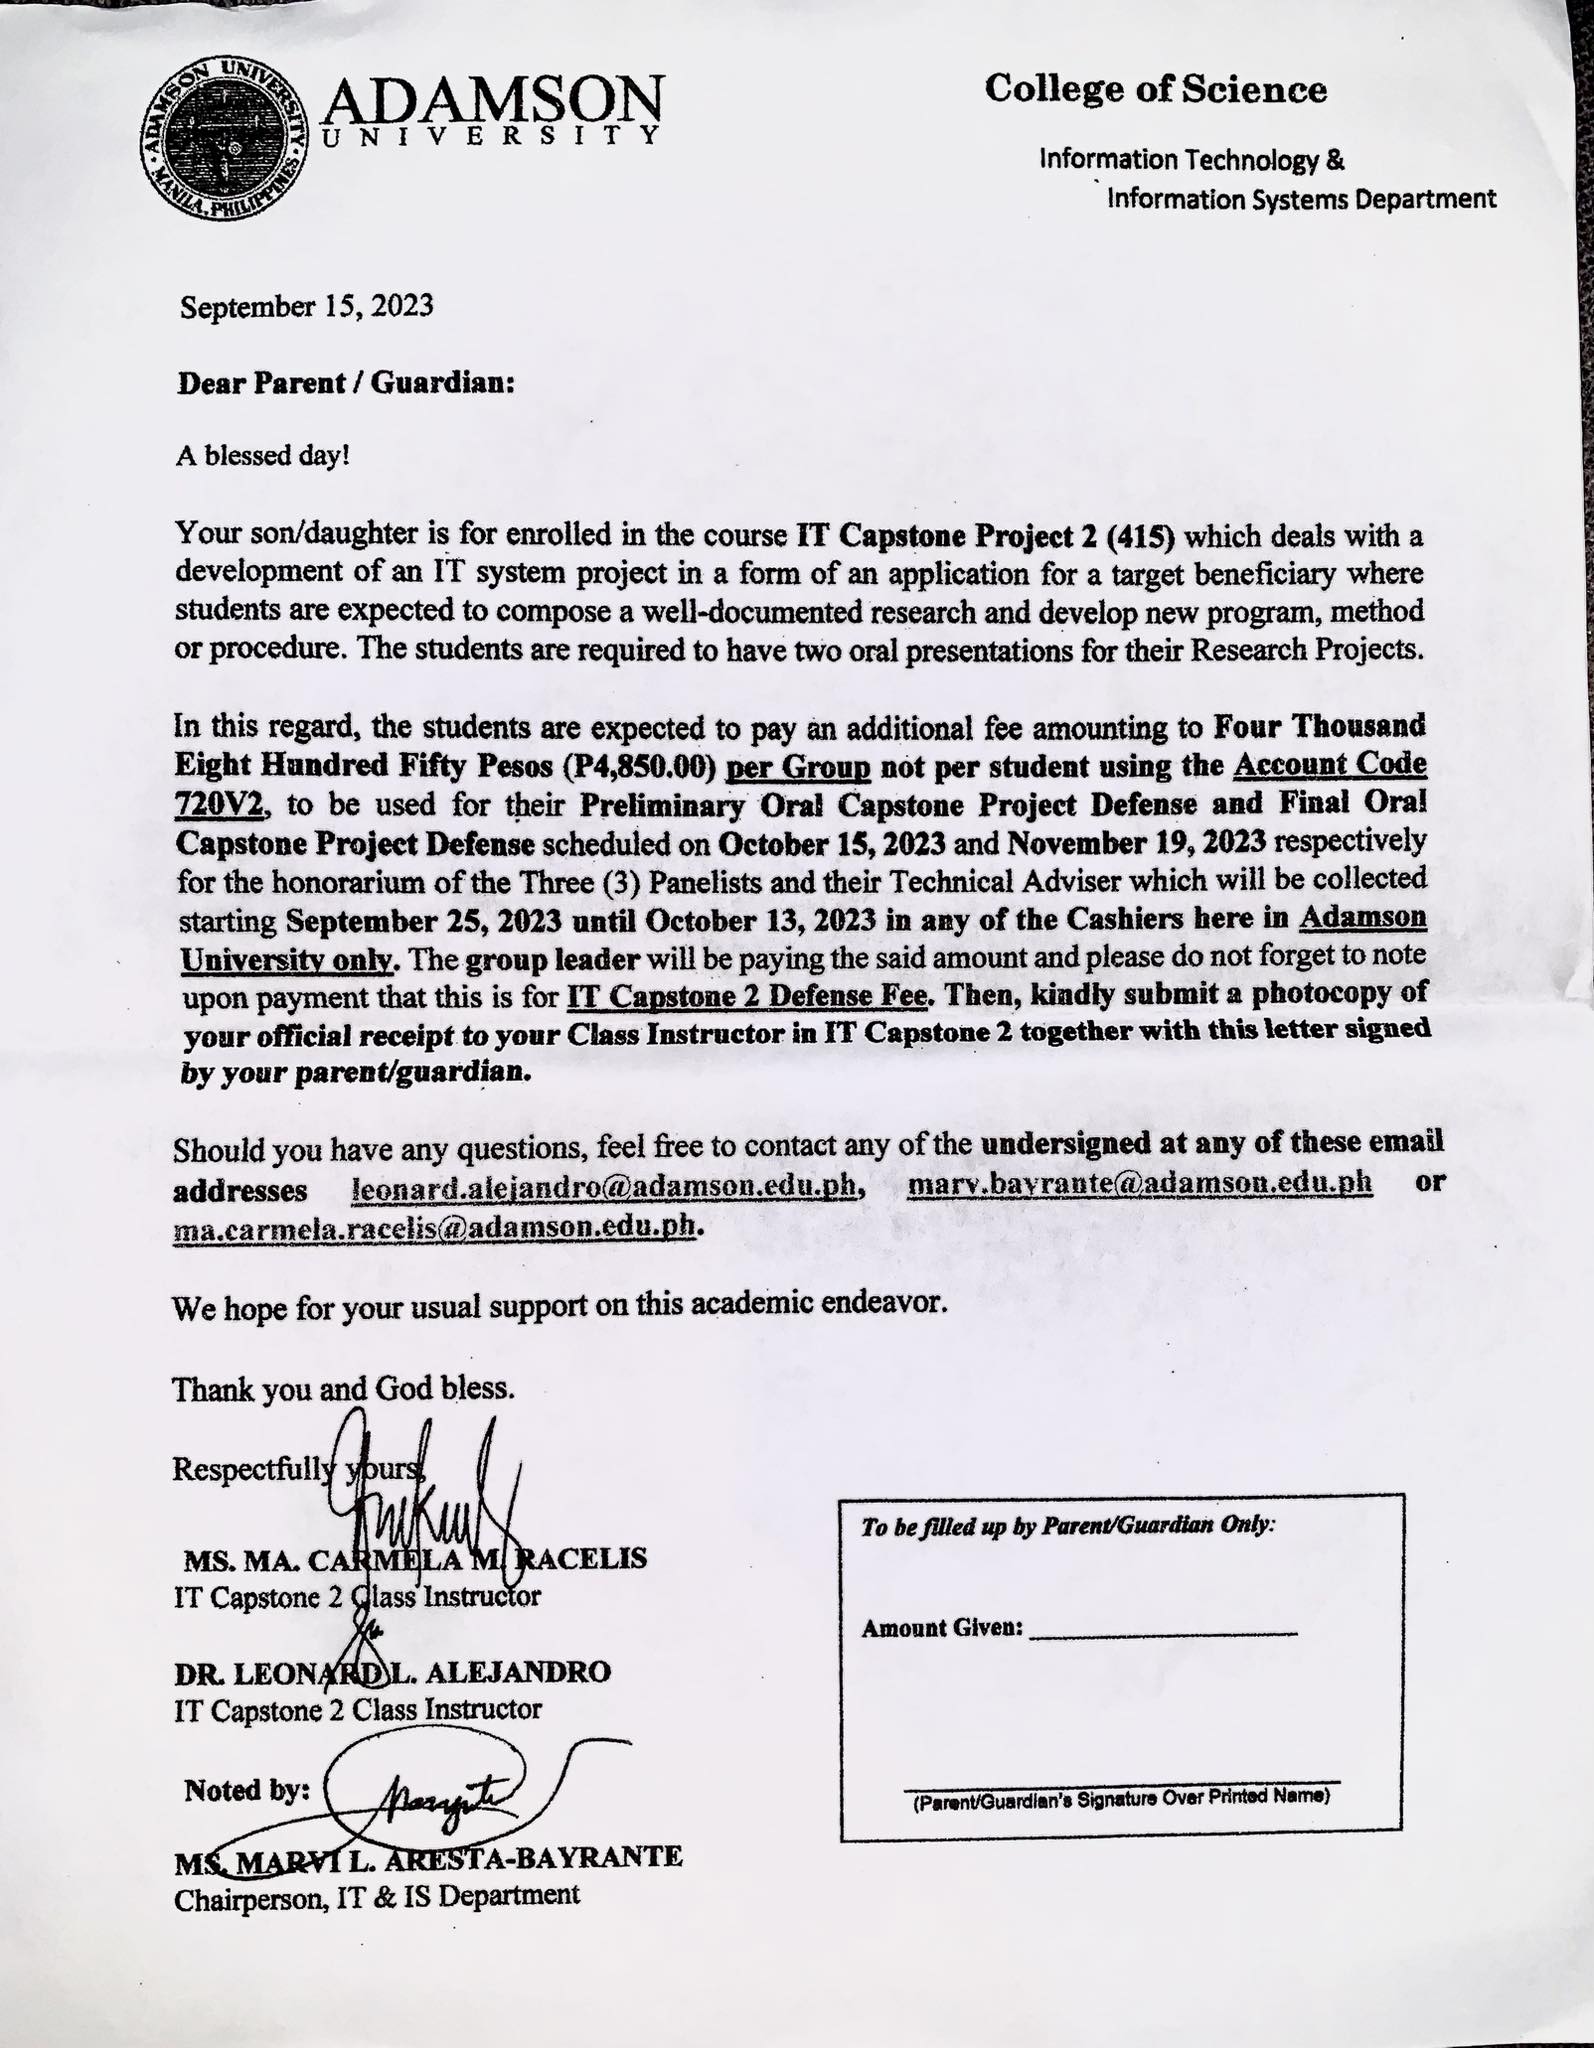 ADAMSON UNIVERSITY
MANILA, PHILIPPINES
ADAMSON
UNIVERSITY
College of Science
Information Technology &
Information Systems Department
September 15, 2023
Dear Parent / Guardian:
A blessed day!
Your son/daughter is for enrolled in the course IT Capstone Project 2 (415) which deals with a
development of an IT system project in a form of an application for a target beneficiary where
students are expected to compose a well-documented research and develop new program, method
or procedure. The students are required to have two oral presentations for their Research Projects.
In this regard, the students are expected to pay an additional fee amounting to Four Thousand
Eight Hundred Fifty Pesos (P4,850.00) per Group not per student using the Account Code
720V2, to be used for their Preliminary Oral Capstone Project Defense and Final Oral
Capstone Project Defense scheduled on October 15, 2023 and November 19, 2023 respectively
for the honorarium of the Three (3) Panelists and their Technical Adviser which will be collected
starting September 25, 2023 until October 13, 2023 in any of the Cashiers here in Adamson
University only. The group leader will be paying the said amount and please do not forget to note
upon payment that this is for IT Capstone 2 Defense Fee. Then, kindly submit a photocopy of
your official receipt to your Class Instructor in IT Capstone 2 together with this letter signed
by your parent/guardian.
Should you have any questions, feel free to contact any of the undersigned at any of these email
addresses leonard.alejandro@adamson.edu.ph, marv.bayrante@adamson.edu.ph or
ma.carmela.racelis@adamson.edu.ph.
We hope for your usual support on this academic endeavor.
Thank you and God bless.
Respectfully yours,
MS. MA. CARMELA M. RACELIS
IT Capstone 2 Class Instructor
DR. LEONARD L. ALEJANDRO
IT Capstone 2 Class Instructor
Noted by:
MS. MARVI L. ARESTA-BAYRANTE
Chairperson, IT & IS Department
To be filled up by Parent/Guardian Only:
Amount Given:
(Parent/Guardian's Signature Over Printed Name)